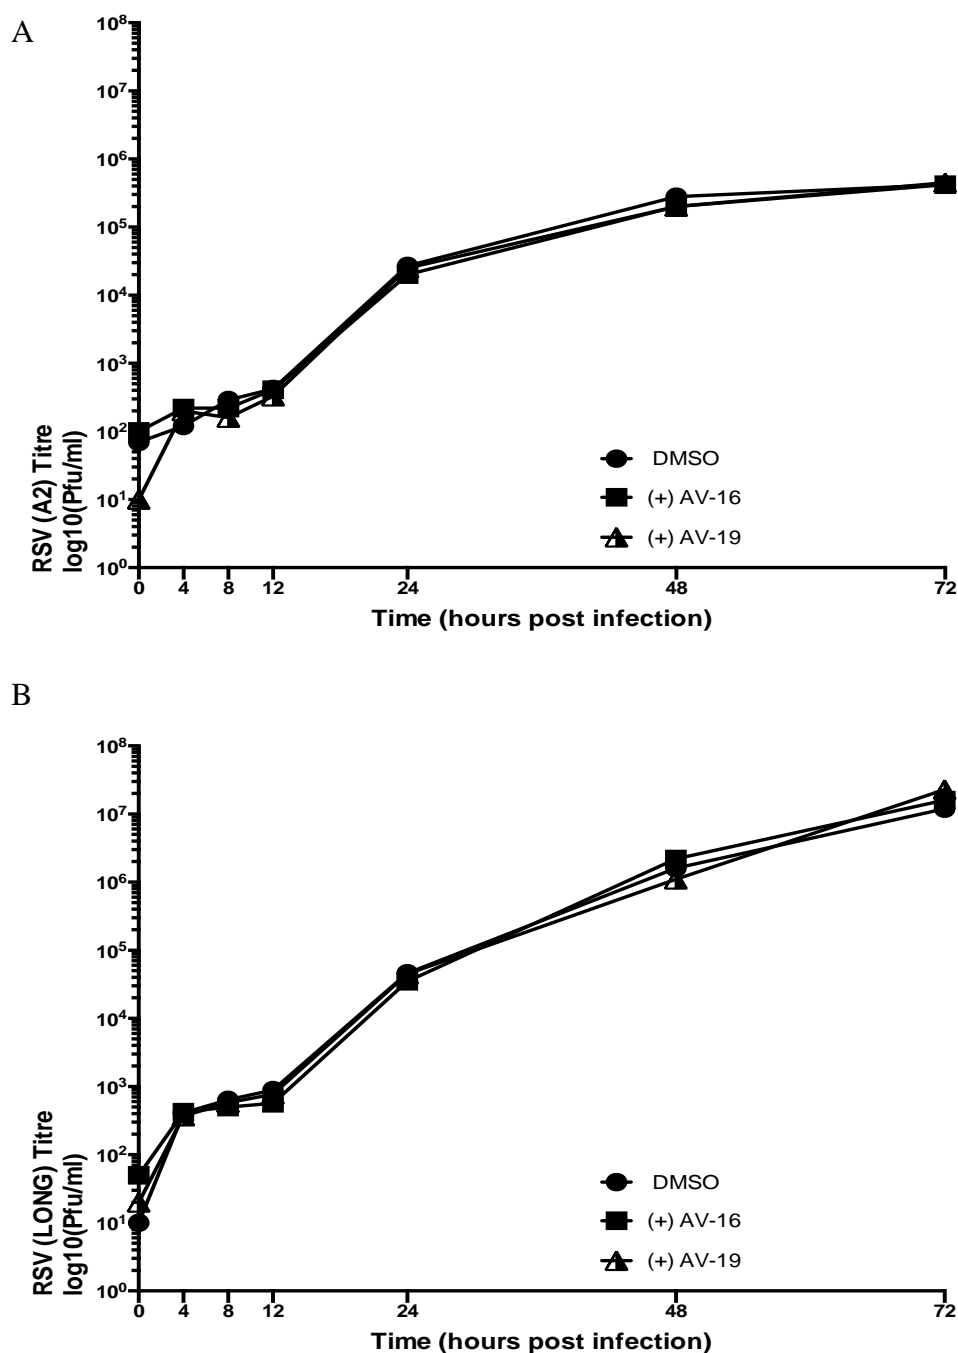 A
10⁸
10⁷
10⁶
10⁵
10⁴
10³
10²
10¹
10⁰
RSV (A2) Titre
log10(Pfu/ml)
DMSO
(+) AV-16
(+) AV-19
0 4 8 12 24 48 72
Time (hours post infection)
B
10⁸
10⁷
10⁶
10⁵
10⁴
10³
10²
10¹
10⁰
RSV (LONG) Titre
log10(Pfu/ml)
DMSO
(+) AV-16
(+) AV-19
0 4 8 12 24 48 72
Time (hours post infection)